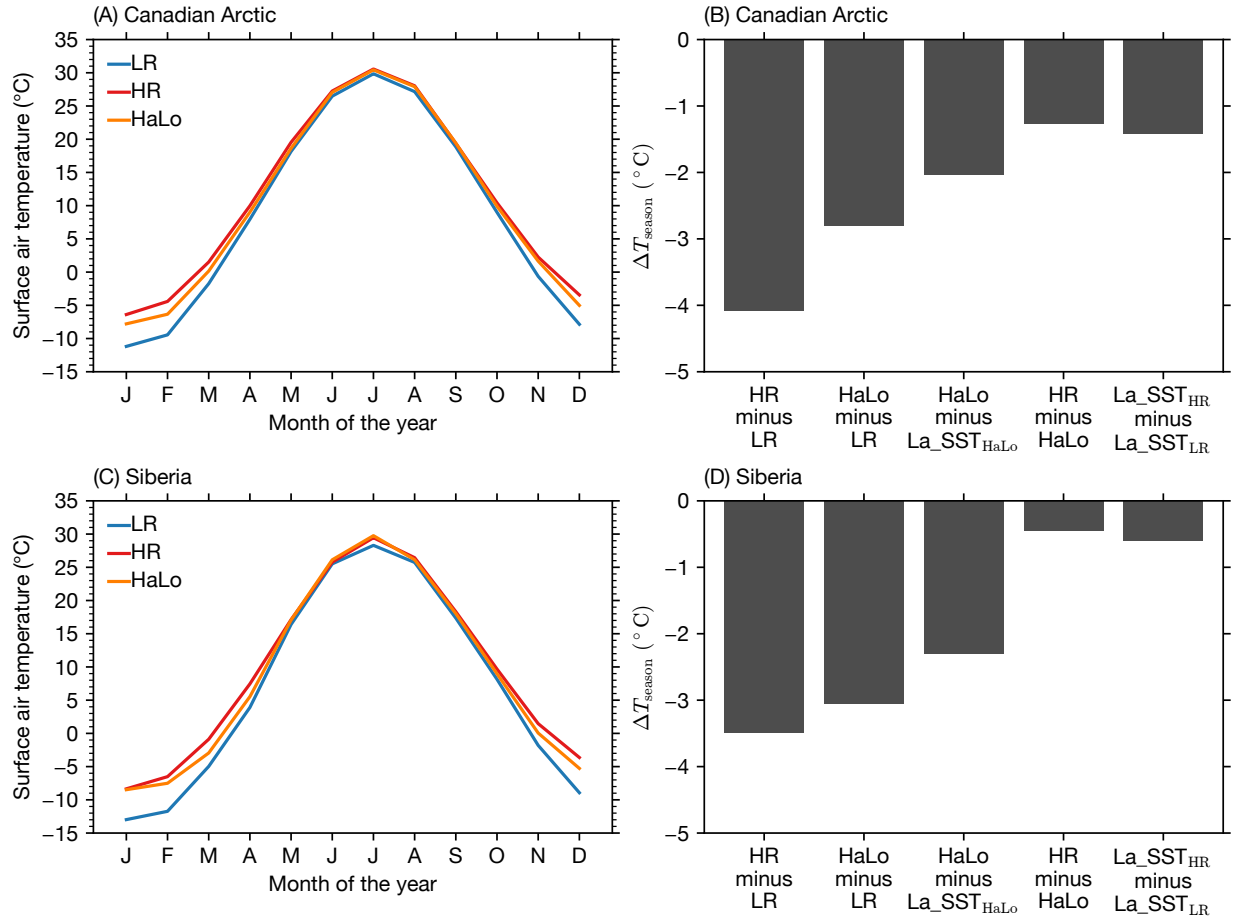 (A) Canadian Arctic
35
30
25
20
15
10
5
0
−5
−10
−15
Surface air temperature (°C)
LR
HR
HaLo
J F M A M J J A S O N D
Month of the year
(B) Canadian Arctic
0
−1
−2
−3
−4
−5
ΔT_season (°C)
HR minus LR
HaLo minus LR
HaLo minus La_SST_HaLo
HR minus HaLo
La_SST_HR minus La_SST_LR
(C) Siberia
35
30
25
20
15
10
5
0
−5
−10
−15
Surface air temperature (°C)
LR
HR
HaLo
J F M A M J J A S O N D
Month of the year
(D) Siberia
0
−1
−2
−3
−4
−5
ΔT_season (°C)
HR minus LR
HaLo minus LR
HaLo minus La_SST_HaLo
HR minus HaLo
La_SST_HR minus La_SST_LR